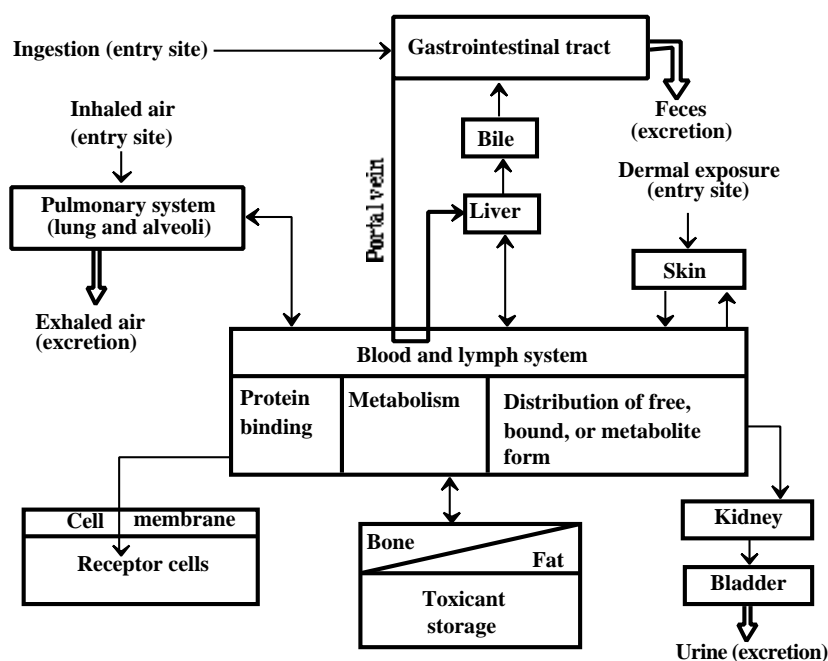 Ingestion (entry site)
Gastrointestinal tract
Feces
(excretion)
Inhaled air
(entry site)
Bile
Dermal exposure
(entry site)
Pulmonary system
(lung and alveoli)
Portal vein
Liver
Skin
Exhaled air
(excretion)
Blood and lymph system
Protein
binding
Metabolism
Distribution of free,
bound, or metabolite
form
Cell membrane
Receptor cells
Bone
Fat
Toxicant
storage
Kidney
Bladder
Urine (excretion)